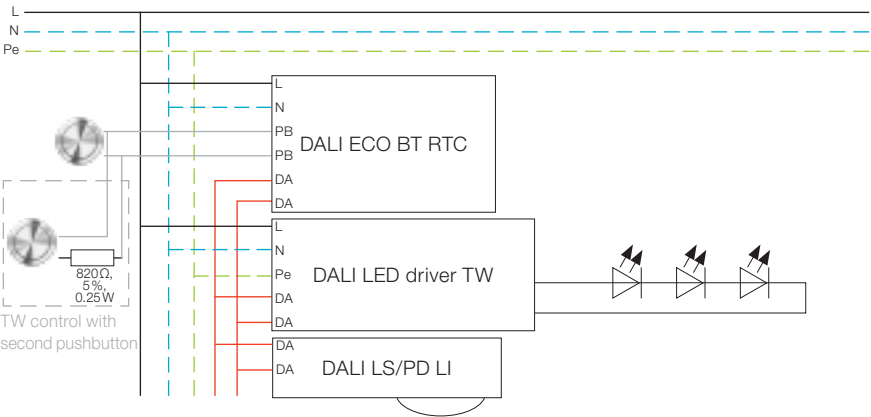 L
N
Pe
L
N
PB
PB
DA
DA
DALI ECO BT RTC
L
N
Pe
DA
DA
DALI LED driver TW
820Ω,
5%,
0.25W
TW control with
second pushbutton
DA
DA
DALI LS/PD LI